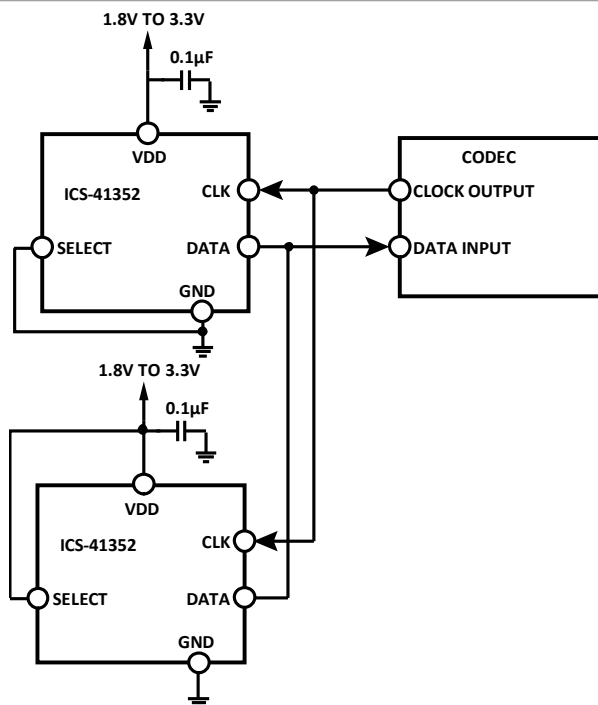 1.8V TO 3.3V
0.1µF
VDD
CODEC
ICS-41352
CLK
CLOCK OUTPUT
SELECT
DATA
DATA INPUT
GND
1.8V TO 3.3V
0.1µF
VDD
ICS-41352
CLK
SELECT
DATA
GND